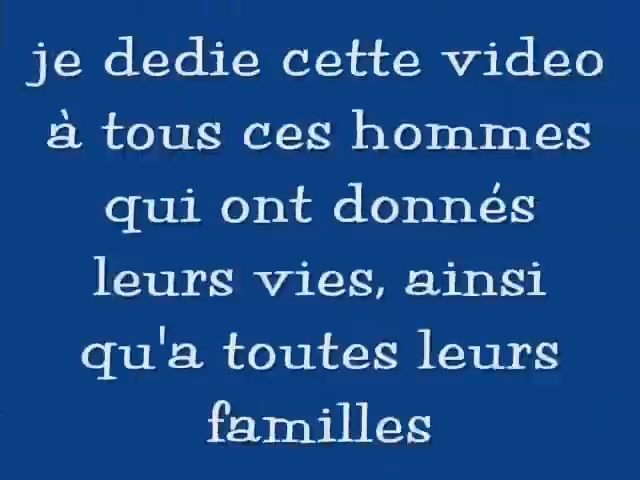 je dedie cette video
à tous ces hommes
qui ont donnés
leurs vies, ainsi
qu'a toutes leurs
familles